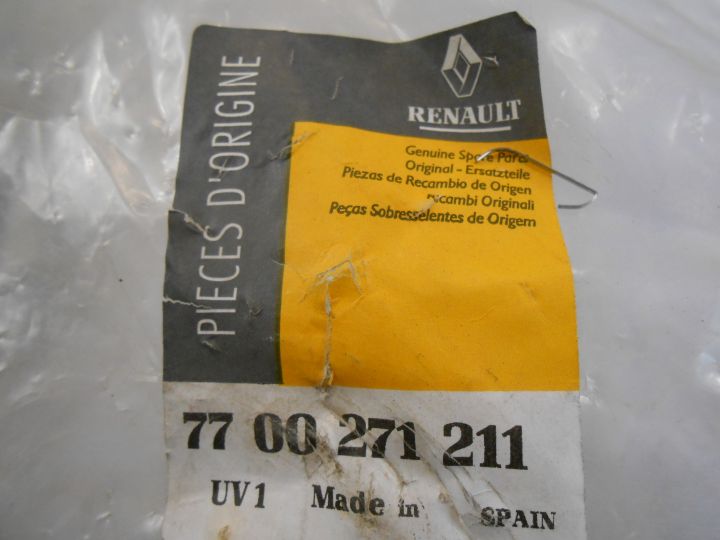 PIECES D'ORIGINE
RENAULT
Genuine Spare Parts
Original - Ersatzteile
Piezas de Recambio de Origen
ricambi Originali
Peças Sobresselentes de Origem
77 00 271 211
UV1 Made in SPAIN